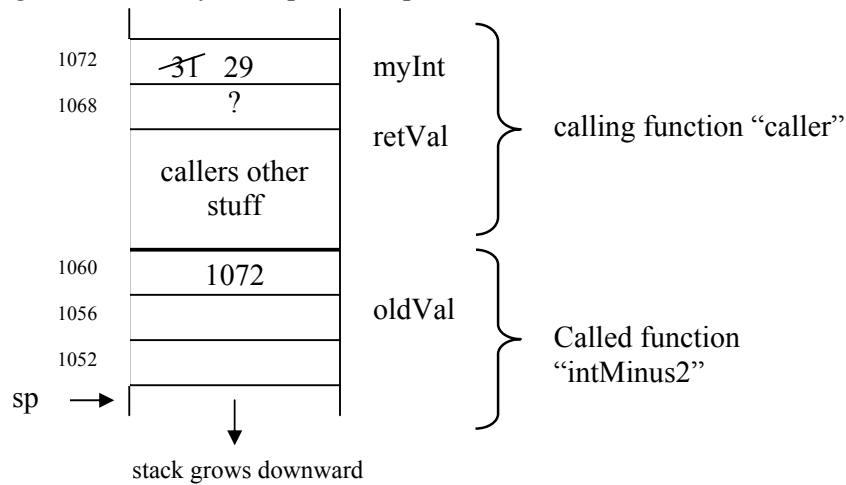 1072
31 29
myInt
1068
?
retVal
calling function “caller”
callers other
stuff
1060
1072
1056
oldVal
1052
Called function
“intMinus2”
sp
stack grows downward